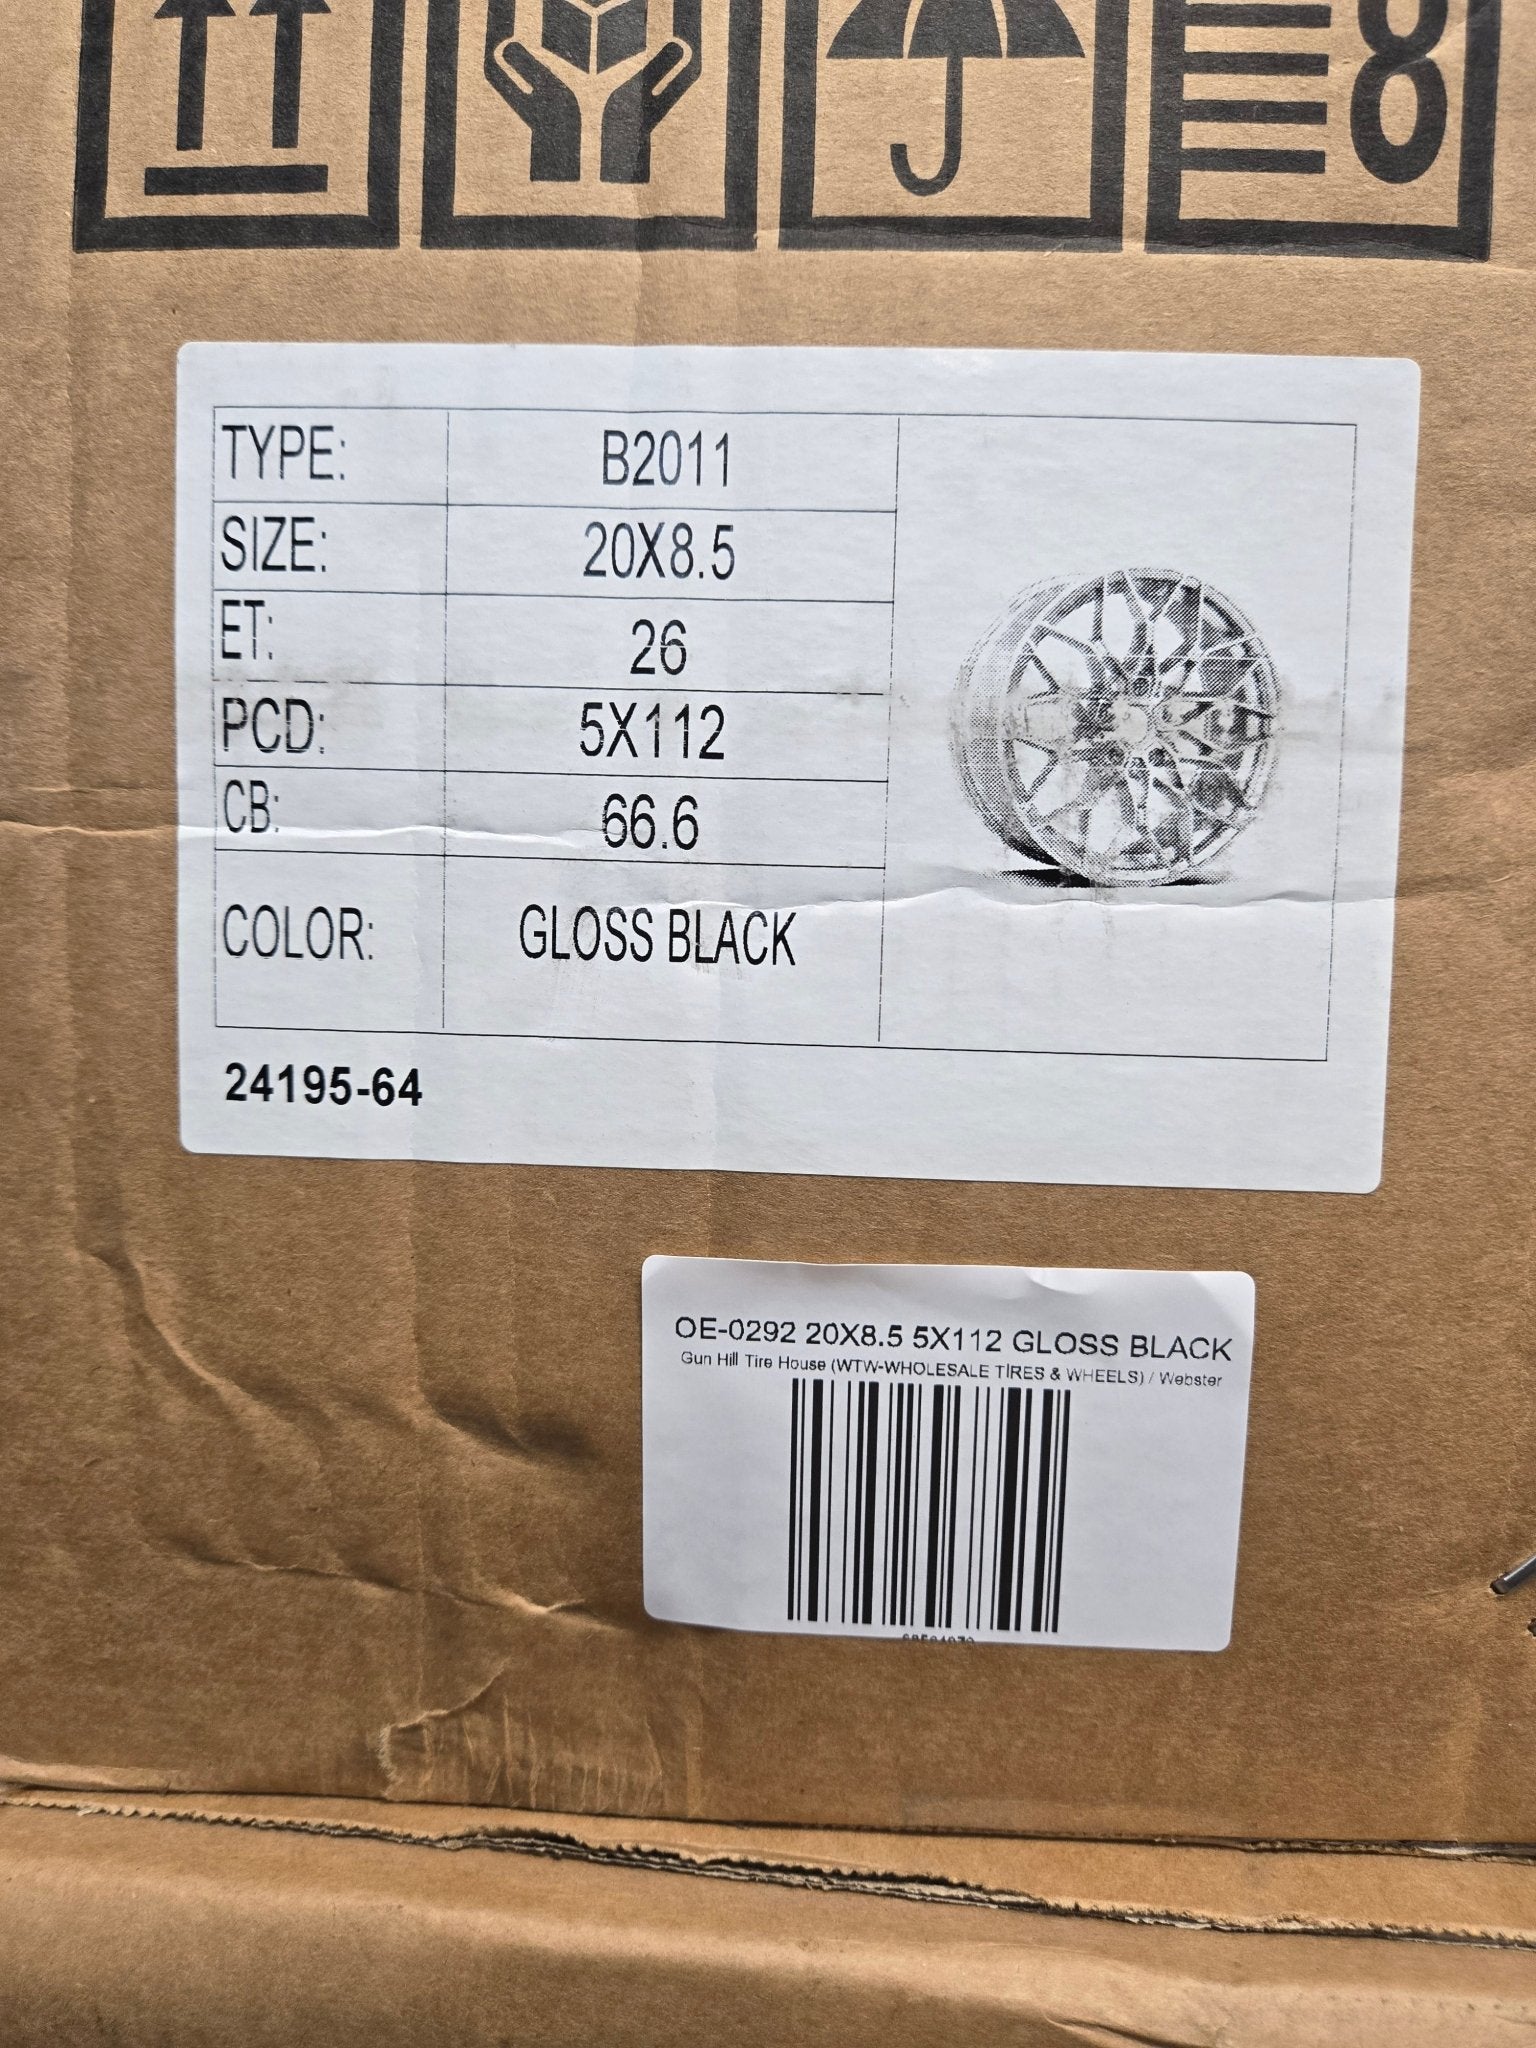 8
TYPE: B2011
SIZE: 20X8.5
ET: 26
PCD: 5X112
CB: 66.6
COLOR: GLOSS BLACK
24195-64
OE-0292 20X8.5 5X112 GLOSS BLACK
Gun Hill Tire House (WTW-WHOLESALE TIRES & WHEELS) / Webster